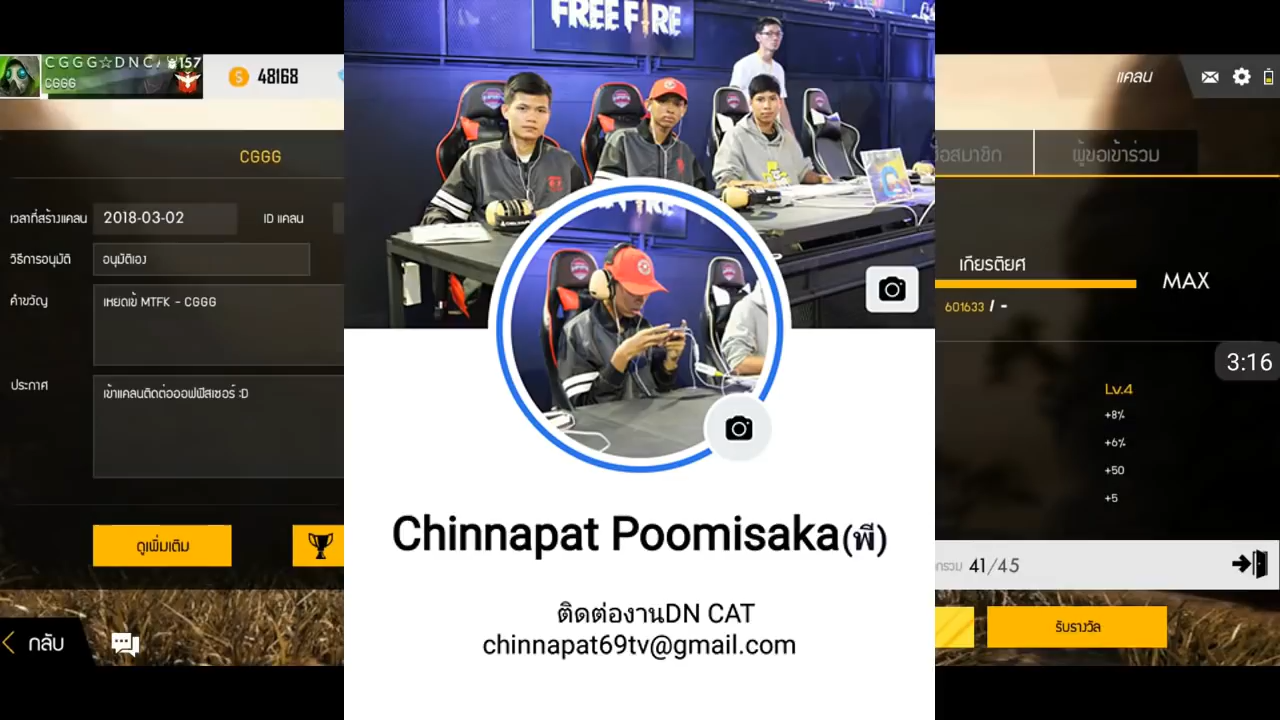 FREE FIRE
CGGG☆DNC
157
CGGG
48168
แคลน
CGGG
ผู้ขอเข้าร่วม
เวลาที่สร้างแคลน
2018-03-02
ID แคลน
วิธีการอนุมัติ
อนุมัติเอง
คำขวัญ
เหยดเข้ MTFK - CGGG
ประกาศ
เข้าแคลนติดต่อออฟฟิสเซอร์ :D
เกียรติยศ
MAX
601633 / -
3:16
Lv.4
+8%
+6%
+50
+5
ดูเพิ่มเติม
41/45
รับรางวัล
กลับ
Chinnapat Poomisaka(พี)
ติดต่องานDN CAT
chinnapat69tv@gmail.com